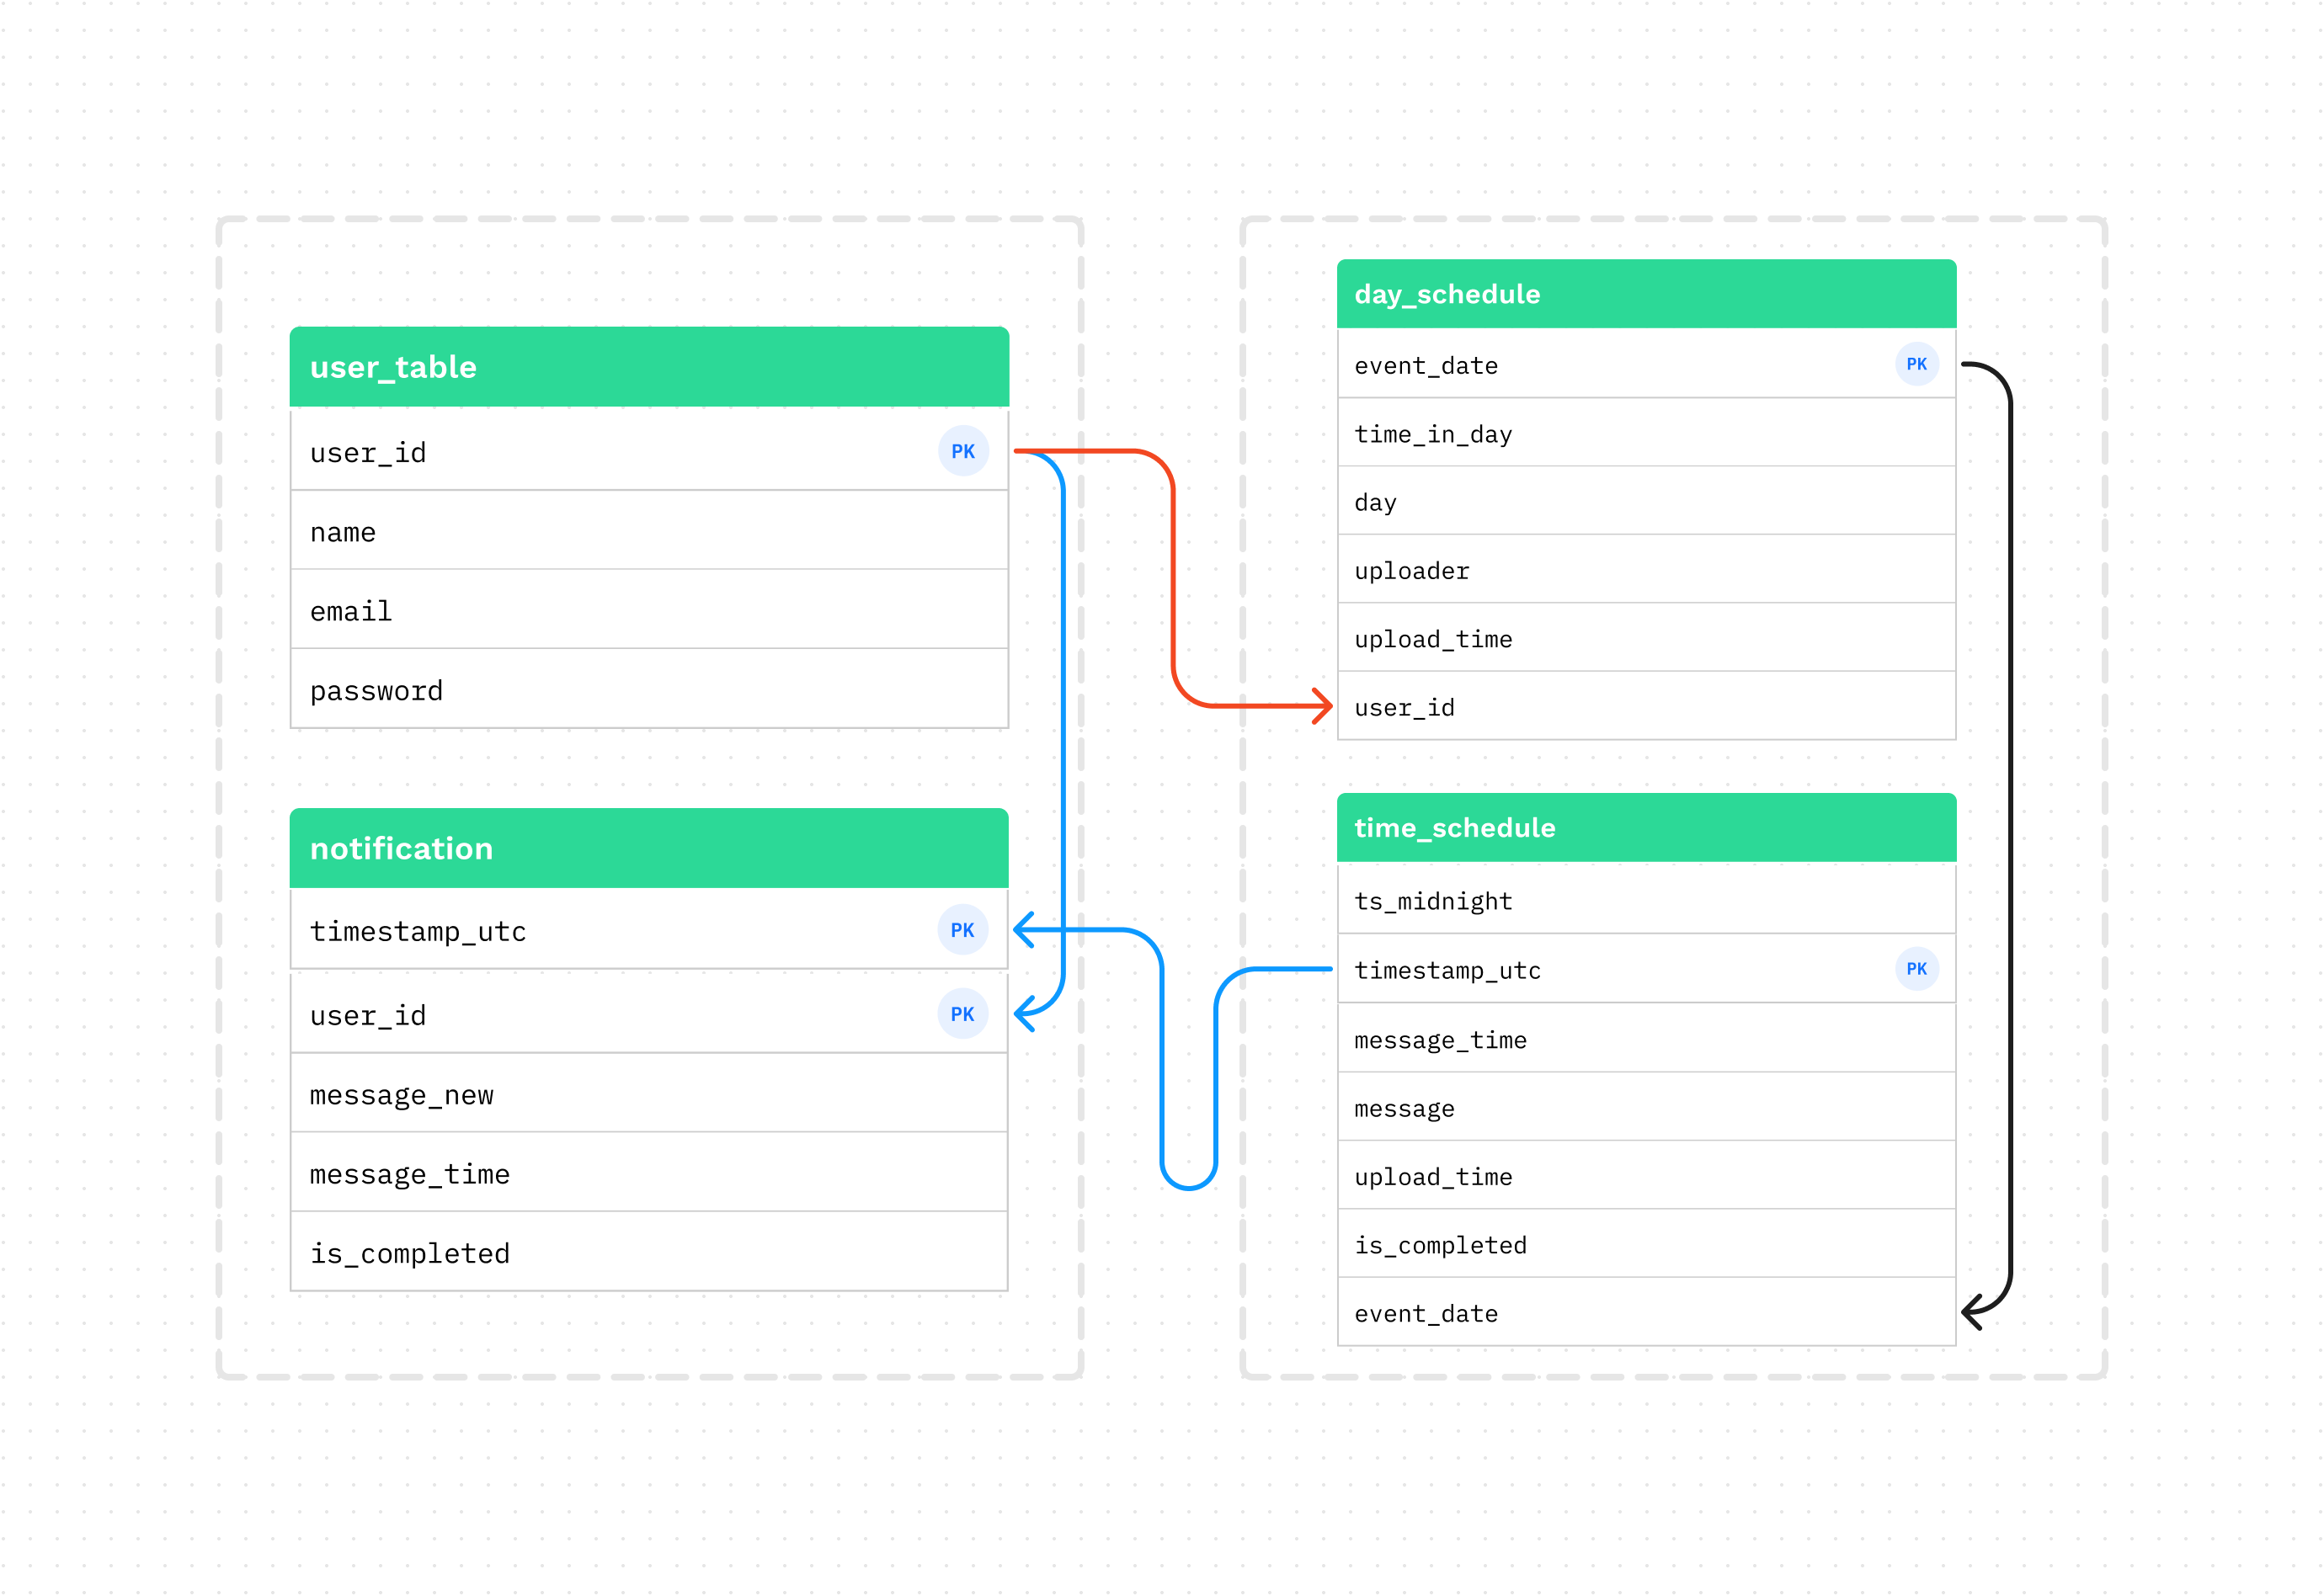 user_table
user_id PK
name
email
password
notification
timestamp_utc PK
user_id PK
message_new
message_time
is_completed
day_schedule
event_date PK
time_in_day
day
uploader
upload_time
user_id
time_schedule
ts_midnight
timestamp_utc PK
message_time
message
upload_time
is_completed
event_date